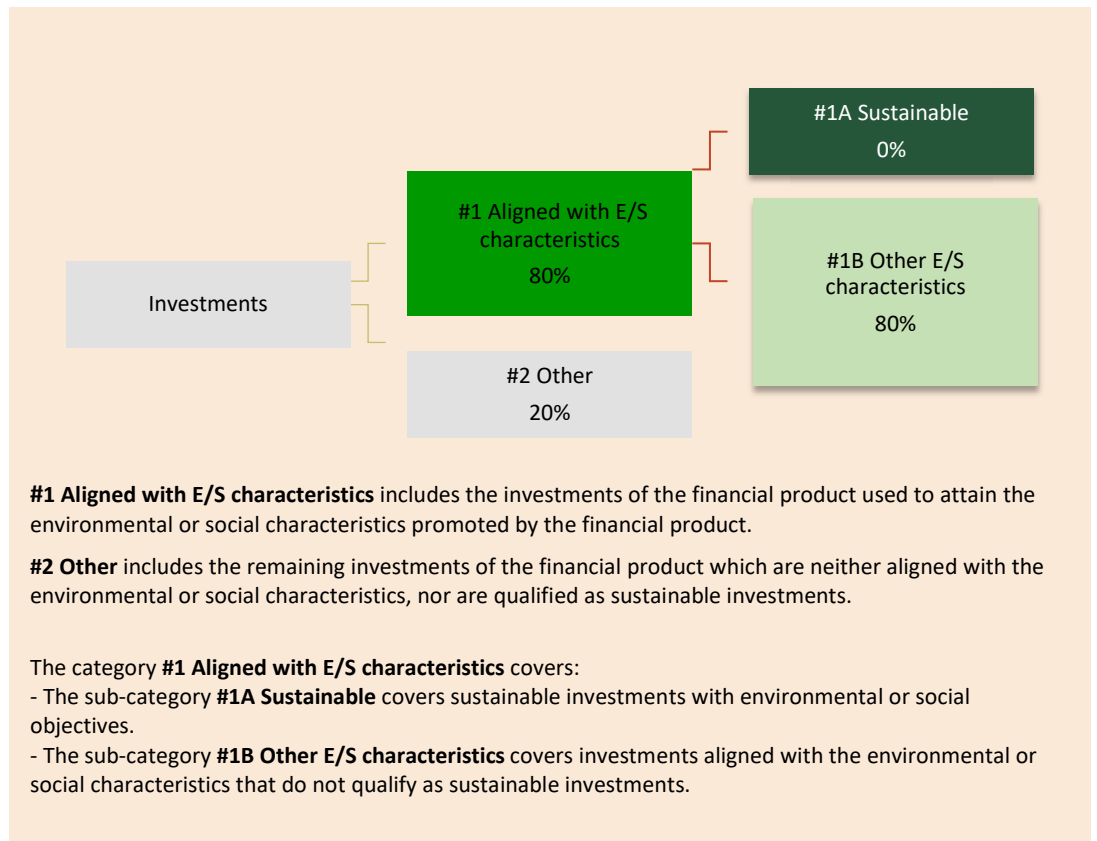 #1A Sustainable
0%
#1 Aligned with E/S
characteristics
80%
#1B Other E/S
characteristics
80%
Investments
#2 Other
20%
#1 Aligned with E/S characteristics includes the investments of the financial product used to attain the
environmental or social characteristics promoted by the financial product.
#2 Other includes the remaining investments of the financial product which are neither aligned with the
environmental or social characteristics, nor are qualified as sustainable investments.
The category #1 Aligned with E/S characteristics covers:
- The sub-category #1A Sustainable covers sustainable investments with environmental or social
objectives.
- The sub-category #1B Other E/S characteristics covers investments aligned with the environmental or
social characteristics that do not qualify as sustainable investments.